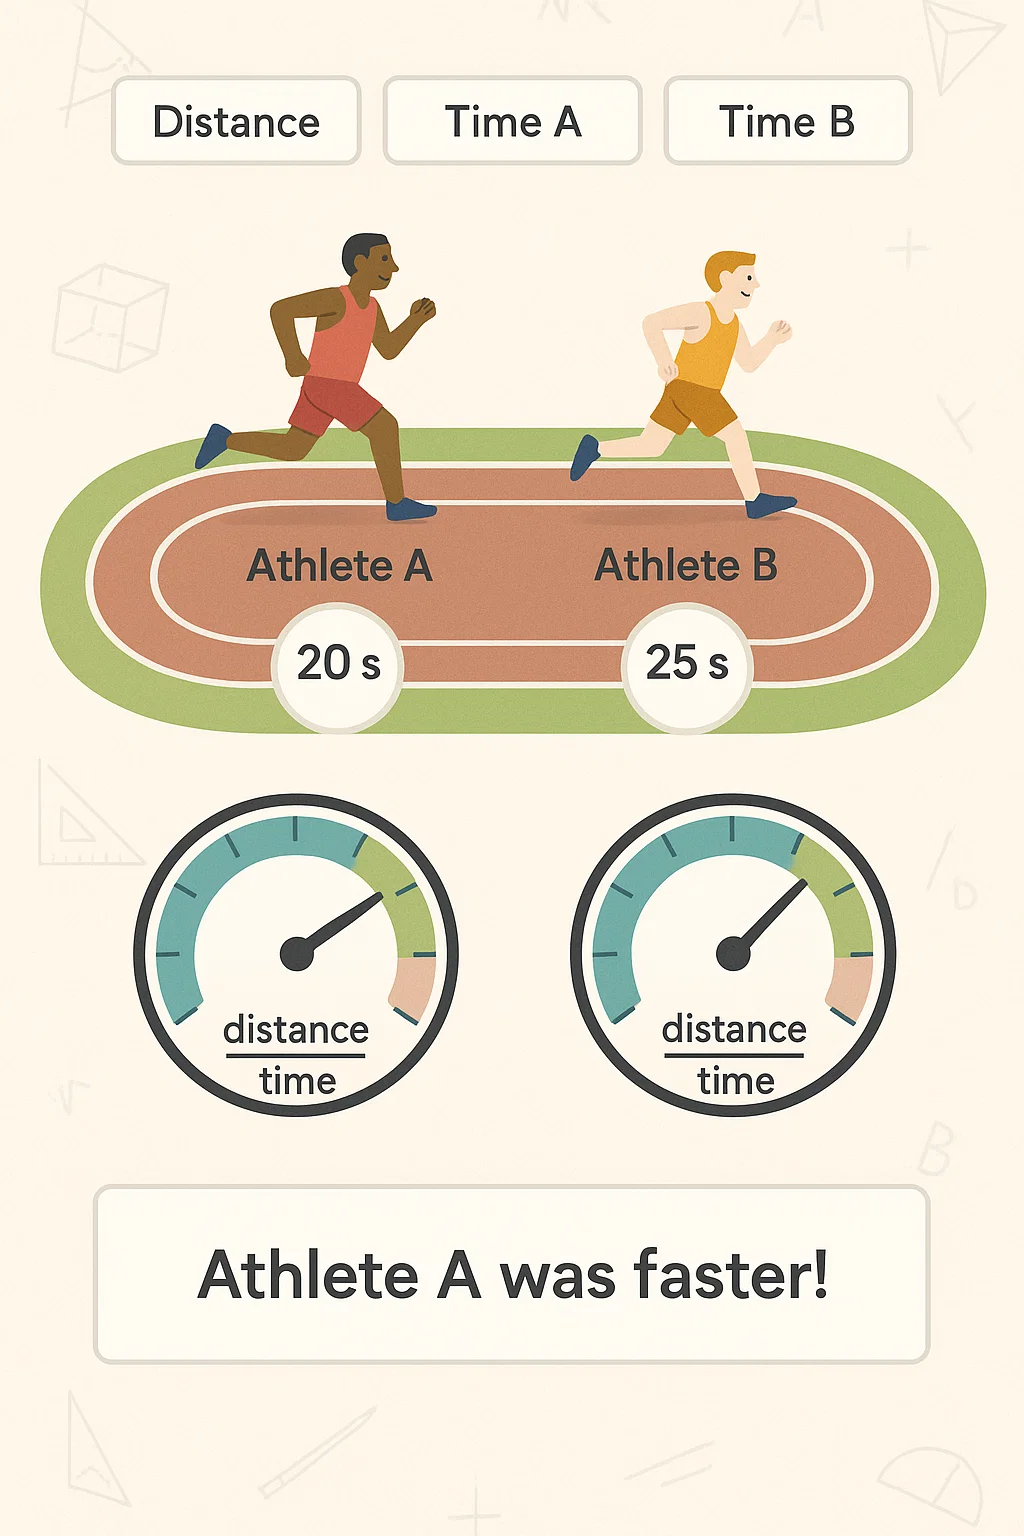 Distance
Time A
Time B
Athlete A
Athlete B
20 s
25 s
distance
time
distance
time
Athlete A was faster!
B